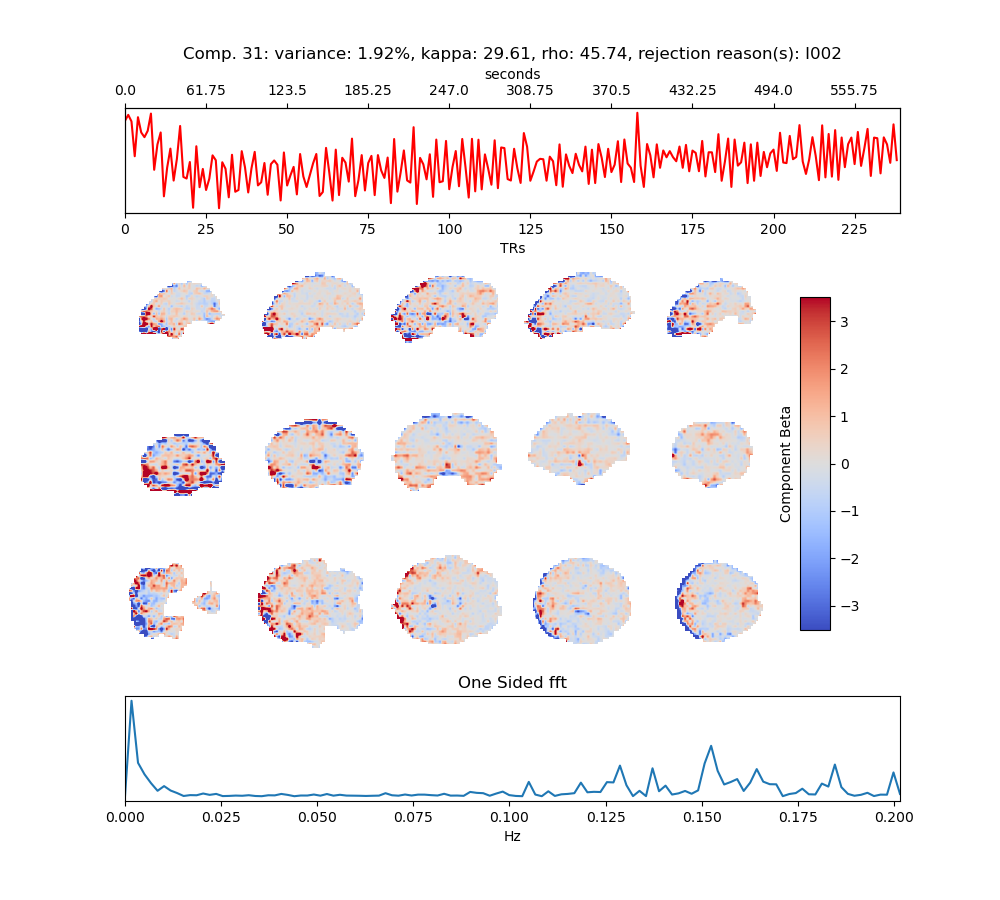 Comp. 31: variance: 1.92%, kappa: 29.61, rho: 45.74, rejection reason(s): I002
seconds
0.0 61.75 123.5 185.25 247.0 308.75 370.5 432.25 494.0 555.75
0 25 50 75 100 125 150 175 200 225
TRs
3
2
1
0
−1
−2
−3
Component Beta
One Sided fft
0.000 0.025 0.050 0.075 0.100 0.125 0.150 0.175 0.200
Hz